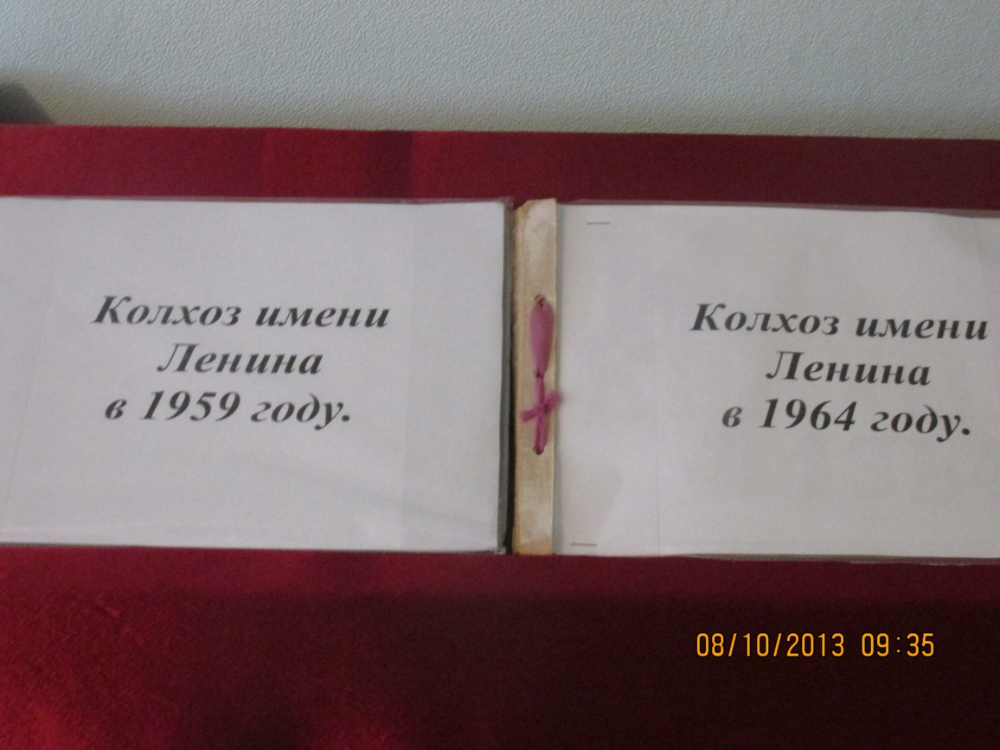 Колхоз имени
Ленина
в 1959 году.
Колхоз имени
Ленина
в 1964 году.
08/10/2013 09:35